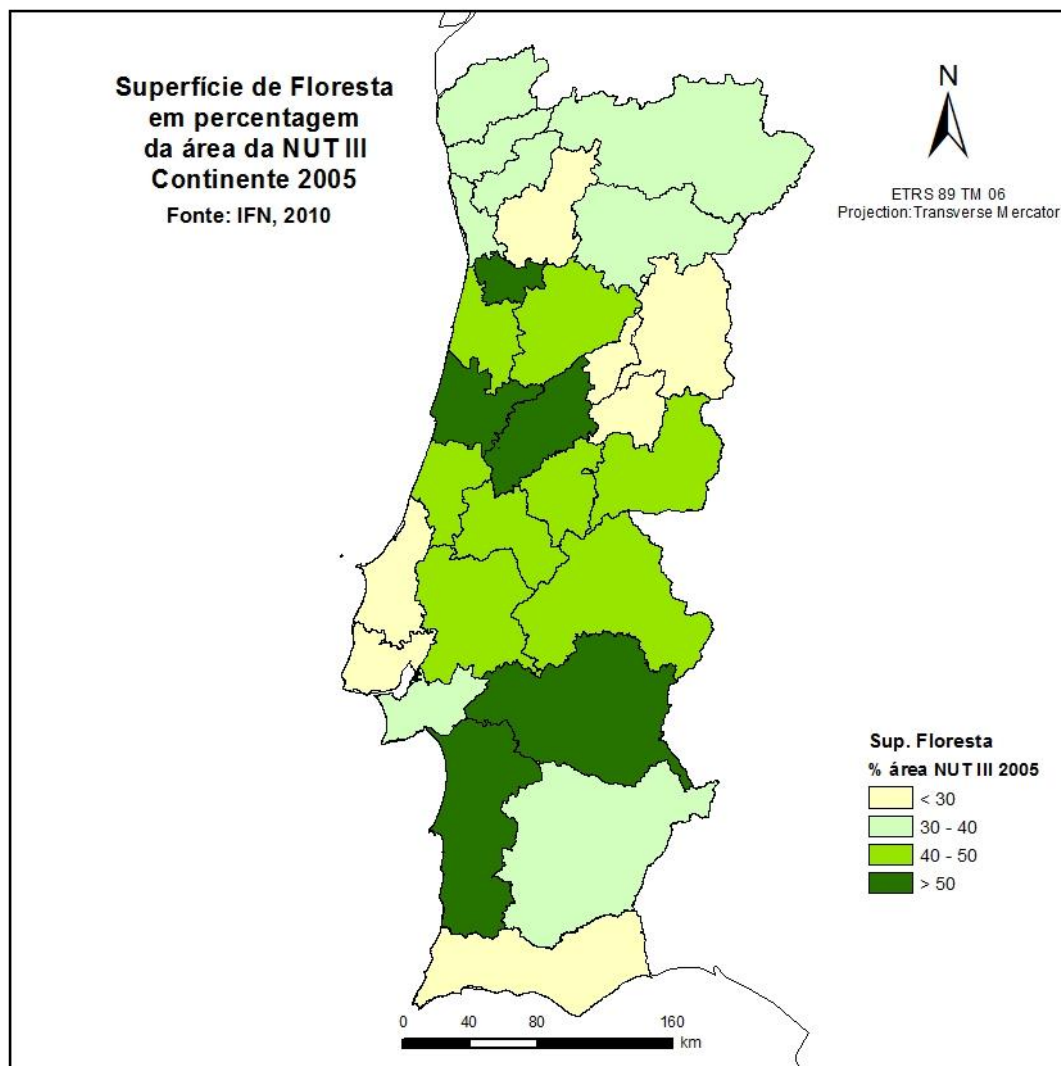 Superfície de Floresta
em percentagem
da área da NUT III
Continente 2005
Fonte: IFN, 2010
N
ETRS 89 TM 06
Projection: Transverse Mercator
Sup. Floresta
% área NUT III 2005
< 30
30 - 40
40 - 50
> 50
0 40 80 160
km